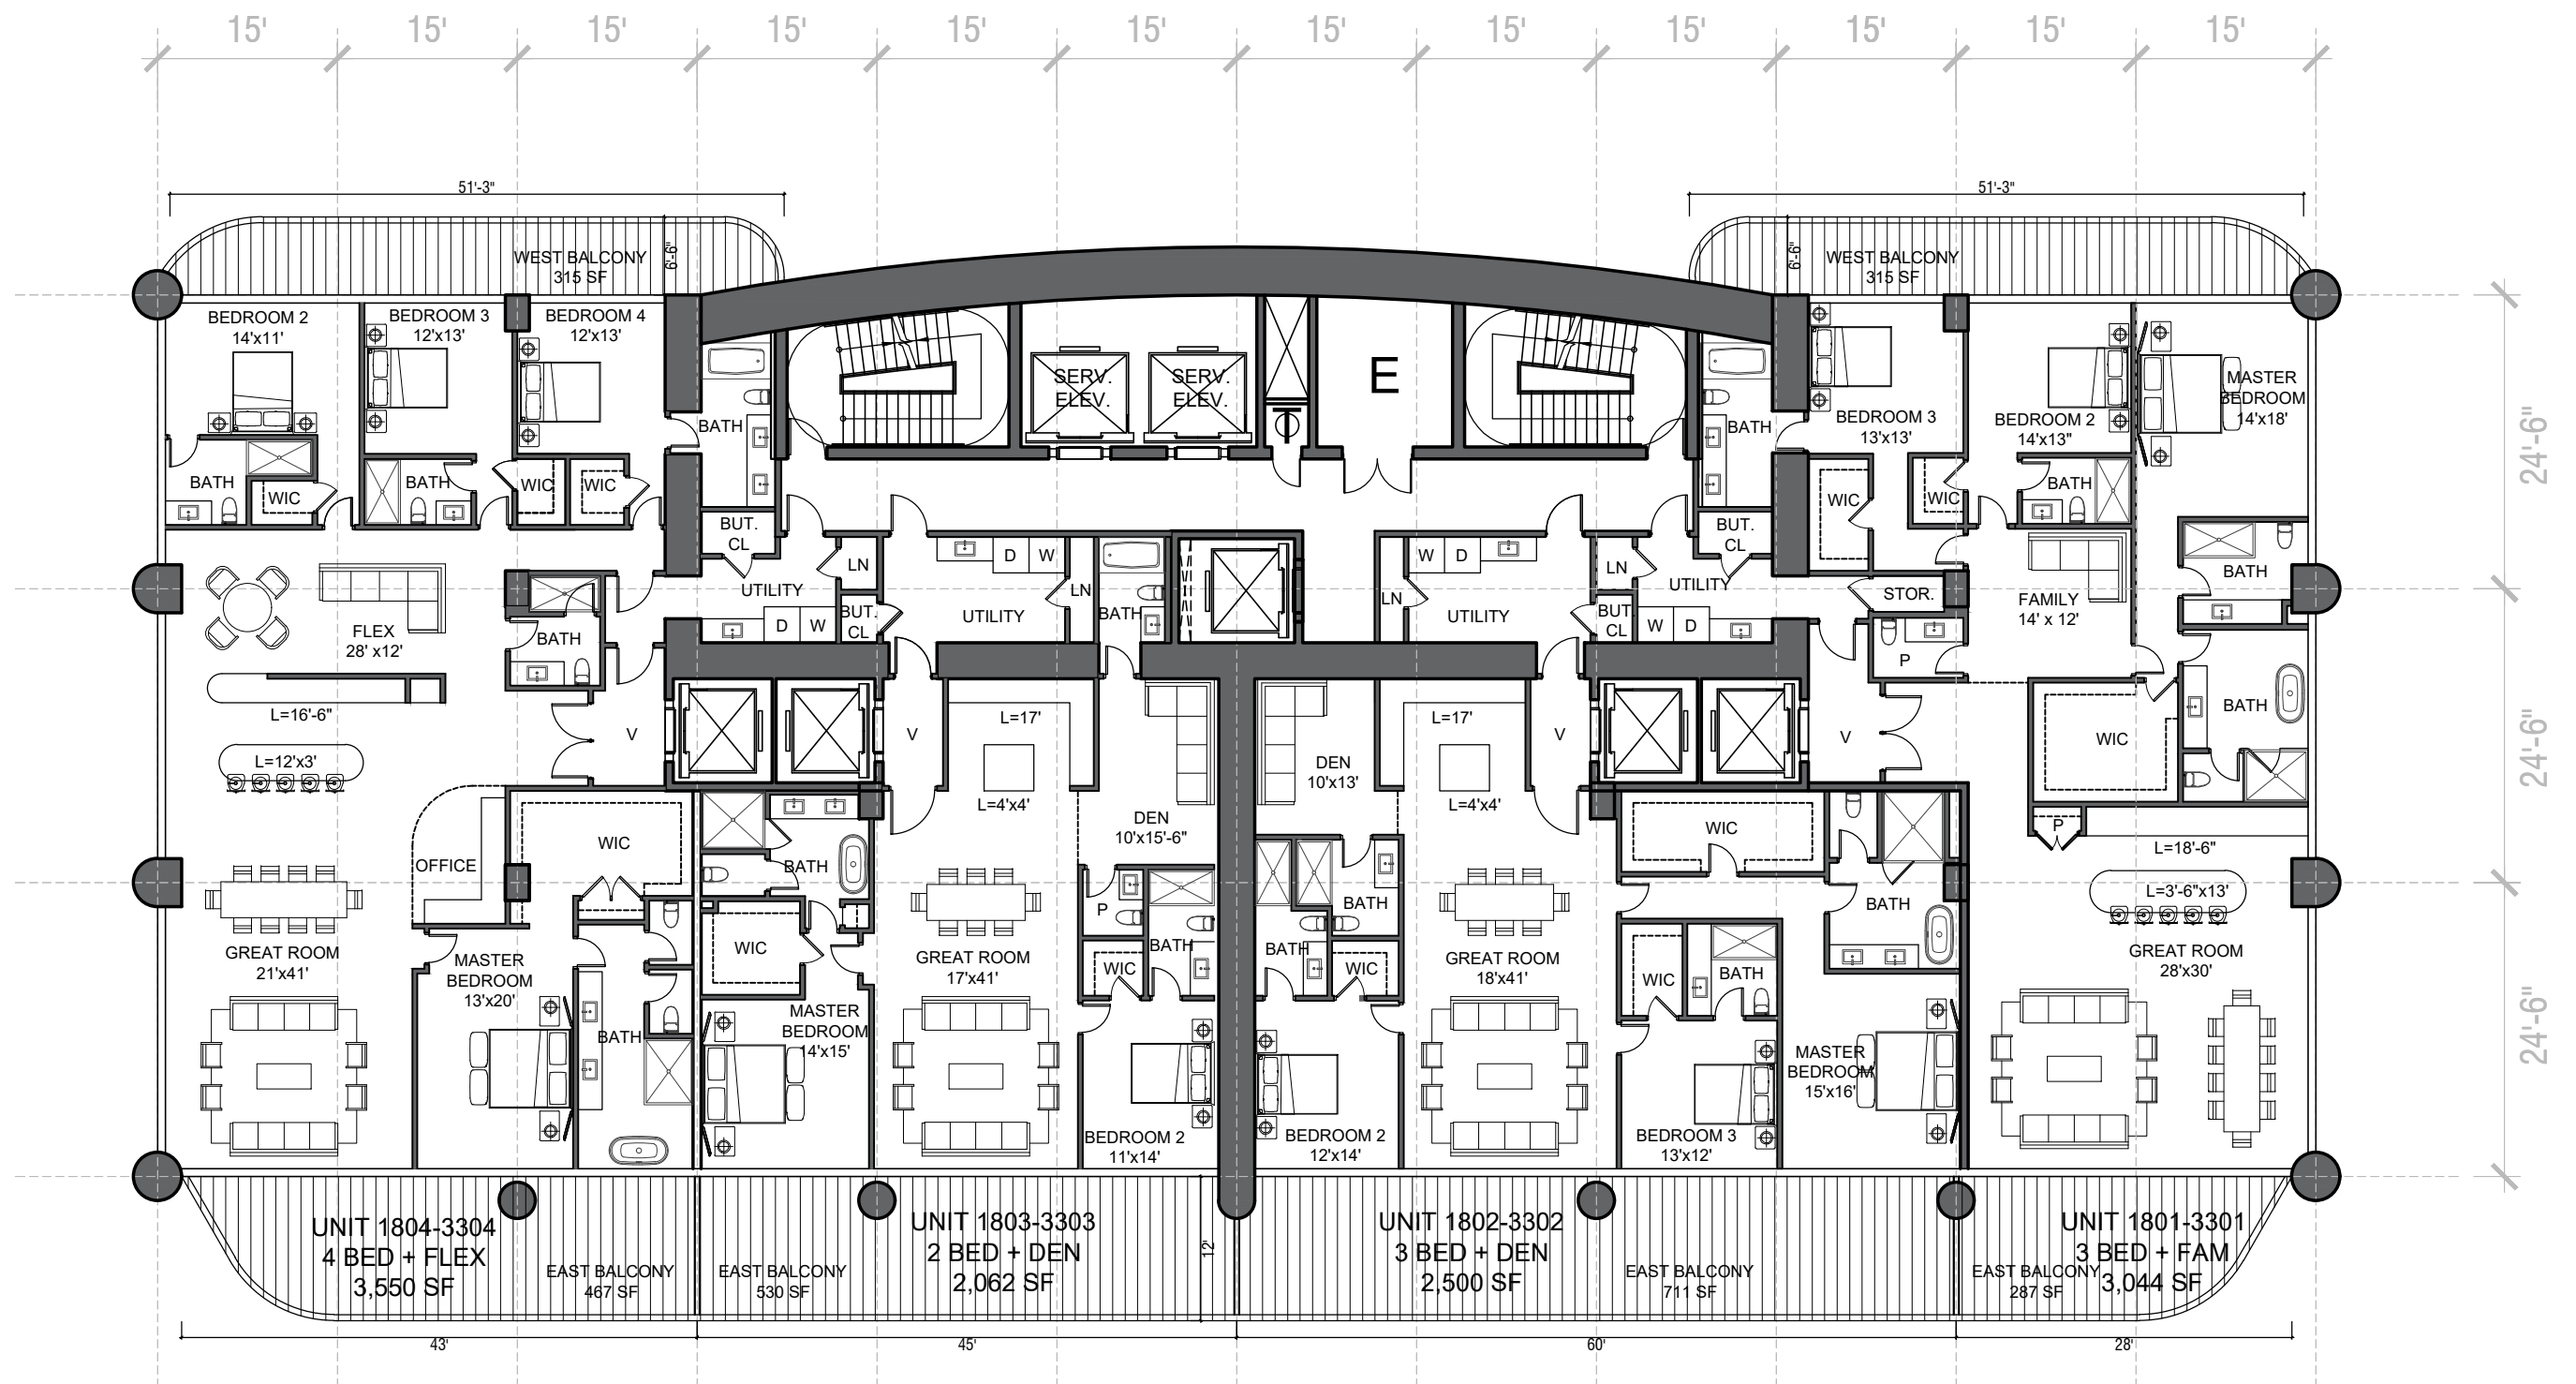 15' 15' 15' 15' 15' 15' 15' 15' 15' 15' 15' 15'
51'-3"
51'-3"
WEST BALCONY
315 SF
6'-6"
6'-6"
WEST BALCONY
315 SF
BEDROOM 2
14'x11'
BEDROOM 3
12'x13'
BEDROOM 4
12'x13'
BATH
SERV.
ELEV.
SERV.
ELEV.
T
E
BATH
BEDROOM 3
13'x13'
BEDROOM 2
14'x13"
MASTER
BEDROOM
14'x18'
24'-6"
BATH
WIC
BATH
WIC
WIC
WIC
WIC
BATH
BUT.
CL
LN
UTILITY
D W
BUT.
CL
D W
UTILITY
LN
BATH
LN
W D
UTILITY
LN
BUT.
CL
BUT.
CL
UTILITY
W D
STOR.
P
FAMILY
14' x 12'
BATH
FLEX
28' x12'
BATH
L=16'-6"
L=12'x3'
V
V
L=17'
L=4'x4'
DEN
10'x15'-6"
DEN
10'x13'
L=17'
L=4'x4'
V
V
WIC
BATH
24'-6"
OFFICE
WIC
BATH
WIC
P
BATH
WIC
BATH
BATH
WIC
WIC
BATH
P
L=18'-6"
L=3'-6"x13'
GREAT ROOM
21'x41'
MASTER
BEDROOM
13'x20'
BATH
MASTER
BEDROOM
14'x15'
GREAT ROOM
17'x41'
BEDROOM 2
11'x14'
BEDROOM 2
12'x14'
GREAT ROOM
18'x41'
WIC
BATH
BEDROOM 3
13'x12'
MASTER
BEDROOM
15'x16'
GREAT ROOM
28'x30'
24'-6"
UNIT 1804-3304
4 BED + FLEX
3,550 SF
EAST BALCONY
467 SF
EAST BALCONY
530 SF
UNIT 1803-3303
2 BED + DEN
2,062 SF
12'
UNIT 1802-3302
3 BED + DEN
2,500 SF
EAST BALCONY
711 SF
EAST BALCONY
287 SF
UNIT 1801-3301
3 BED + FAM
3,044 SF
43'
45'
60'
28'